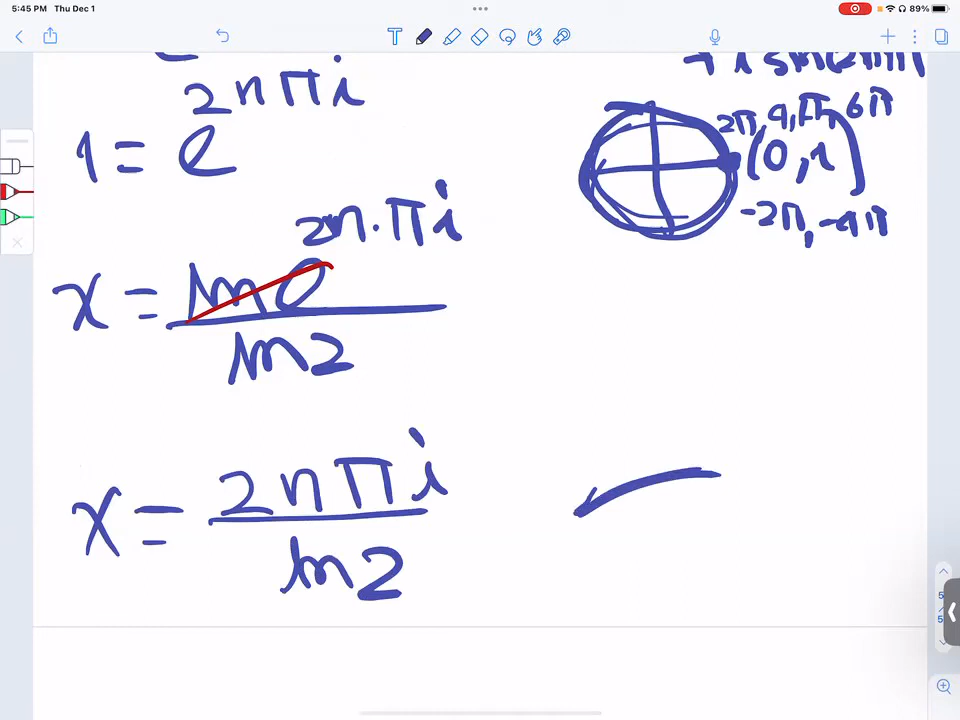 5:45 PM Thu Dec 1
89%
T
2nπi
1 = e
2π, 4π, 6π
(0, 1)
-2π, -4π
2n·πi
x = ln e
ln 2
x = 2nπi
ln 2